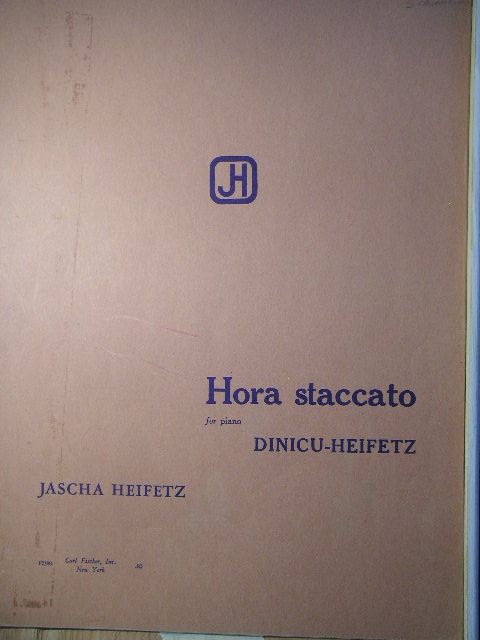 JH
Hora staccato
for piano
DINICU-HEIFETZ
JASCHA HEIFETZ
Carl Fischer, Inc.
New York